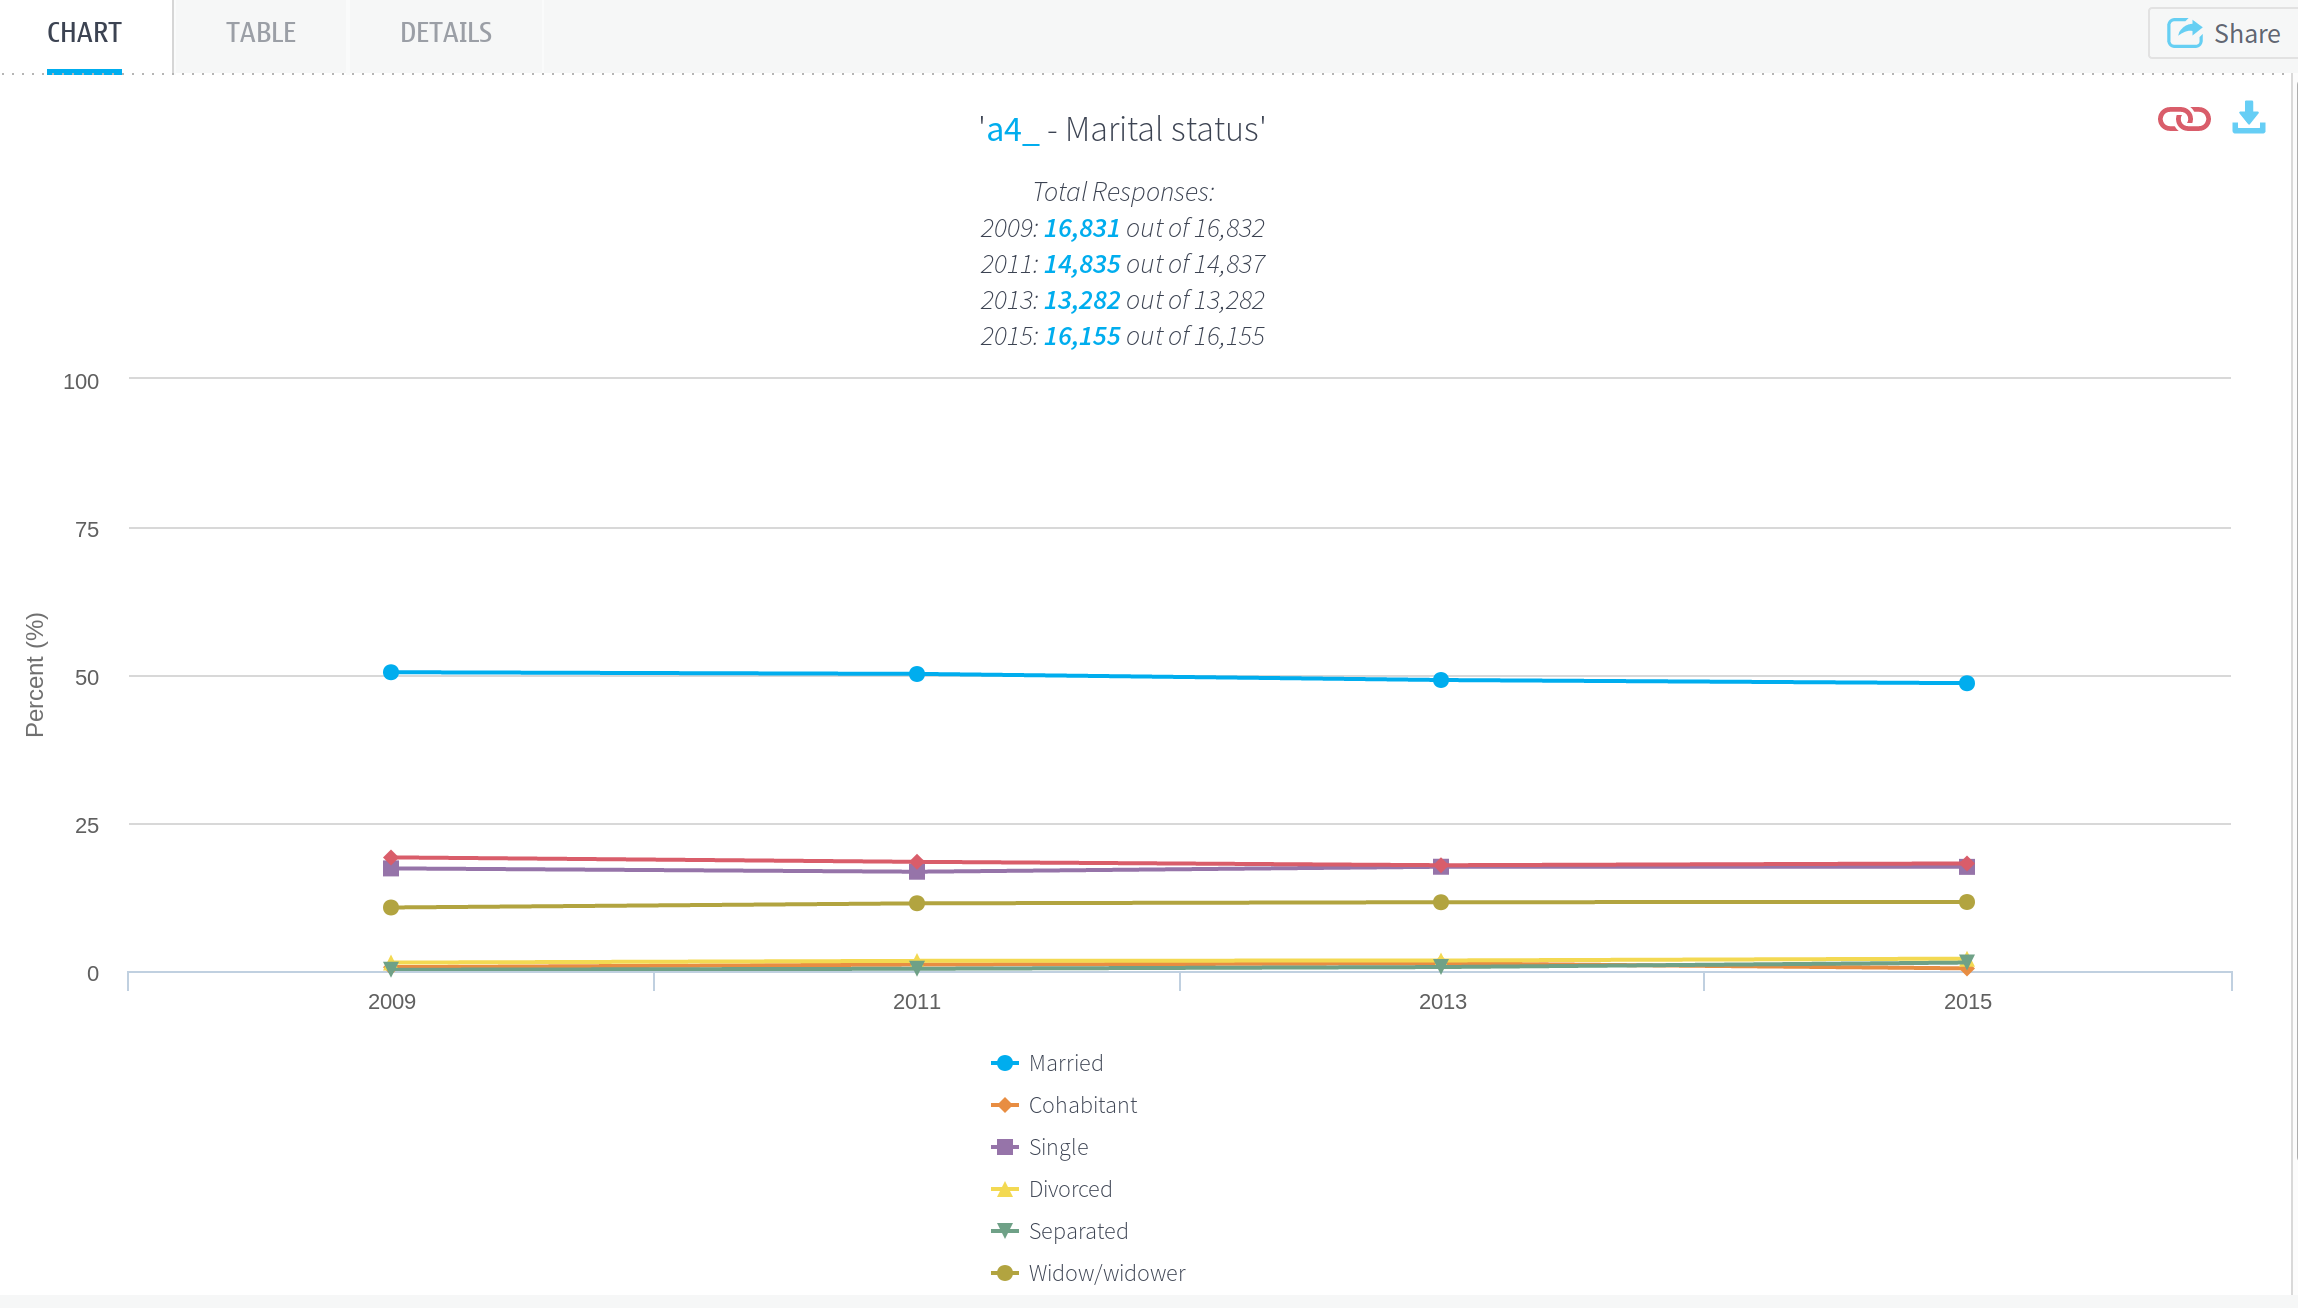 CHART TABLE DETAILS Share
'a4_ - Marital status'
Total Responses:
2009: 16,831 out of 16,832
2011: 14,835 out of 14,837
2013: 13,282 out of 13,282
2015: 16,155 out of 16,155
100
75
50
25
0
Percent (%)
2009 2011 2013 2015
Married
Cohabitant
Single
Divorced
Separated
Widow/widower